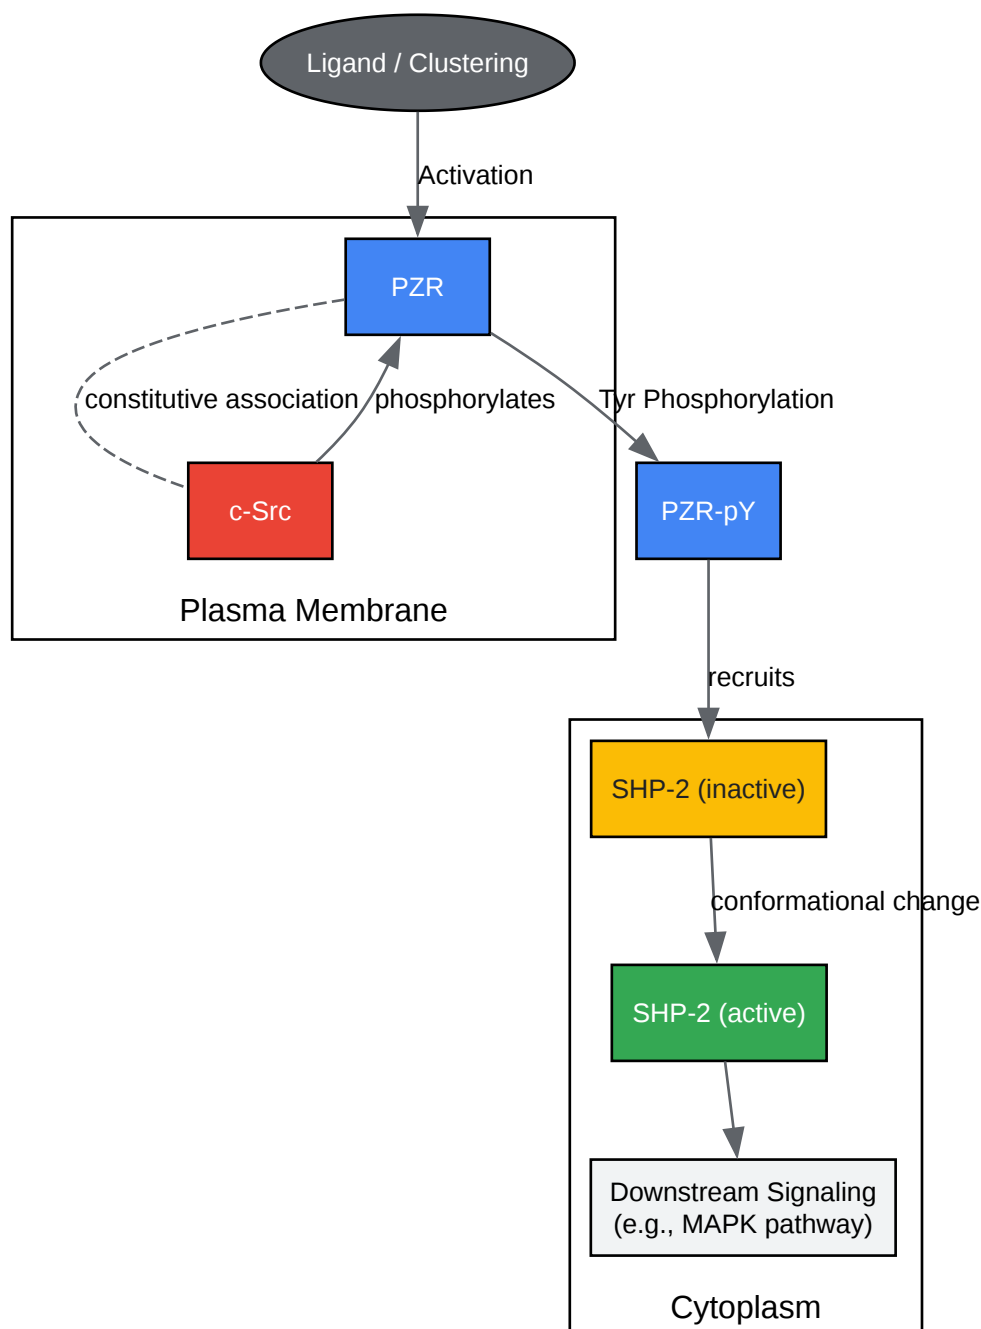 Ligand / Clustering
Activation
PZR
constitutive association
phosphorylates
Tyr Phosphorylation
c-Src
PZR-pY
Plasma Membrane
recruits
SHP-2 (inactive)
conformational change
SHP-2 (active)
Downstream Signaling
(e.g., MAPK pathway)
Cytoplasm